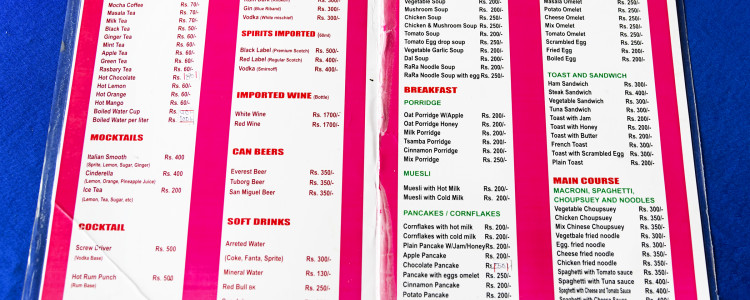 Mocha Coffee Rs. 70/-
Masala Tea Rs. 70/-
Milk Tea Rs. 70/-
Black Tea Rs. 50/-
Ginger Tea Rs. 60/-
Mint Tea Rs. 60/-
Apple Tea Rs. 60/-
Green Tea Rs. 60/-
Rasbary Tea Rs. 60/-
Hot Chocolate Rs.
Hot Lemon Rs. 60/-
Hot Orange Rs. 60/-
Hot Mango Rs. 60/-
Boiled Water Cup Rs.
Boiled Water per liter Rs.
MOCKTAILS
Italian Smooth Rs. 400
(Sprite, Lemon, Sugar, Ginger)
Cinderella Rs. 400
(Lemon, Orange, Pineapple Juice)
Ice Tea Rs. 200
(Lemon, Tea, Sugar, etc)
COCKTAIL
Screw Driver Rs. 500
(Vodka Base)
Hot Rum Punch Rs. 500
(Rum Base)
Gin (Blue Riband) Rs. 300/-
Vodka (White mischief) Rs. 300/-
SPIRITS IMPORTED (60ml)
Black Label (Premium Scotch) Rs. 500/-
Red Label (Regular Scotch) Rs. 400/-
Vodka (Smirnoff) Rs. 400/-
IMPORTED WINE (Bottle)
White Wine Rs. 1700/-
Red Wine Rs. 1700/-
CAN BEERS
Everest Beer Rs. 350/-
Tuborg Beer Rs. 350/-
San Miguel Beer Rs. 350/-
SOFT DRINKS
Arreted Water
(Coke, Fanta, Sprite) Rs. 300/-
Mineral Water Rs. 130/-
Red Bull Rs. 250/-
Vegetable Soup Rs. 200/-
Mushroom Soup Rs. 200/-
Chicken Soup Rs. 250/-
Chicken & Mushroom Soup Rs. 250/-
Tomato Soup Rs. 200/-
Tomato Egg drop soup Rs. 250/-
Vegetable Garlic Soup Rs. 200/-
Dal Soup Rs. 200/-
RaRa Noodle Soup Rs. 200/-
RaRa Noodle Soup with egg Rs. 250/-
BREAKFAST
PORRIDGE
Oat Porridge W/Apple Rs. 200/-
Oat Porridge Honey Rs. 200/-
Milk Porridge Rs. 200/-
Tsamba Porridge Rs. 200/-
Cinnamon Porridge Rs. 200/-
Mix Porridge Rs. 250/-
MUESLI
Muesli with Hot Milk Rs. 200/-
Muesli with Cold Milk Rs. 200/-
PANCAKES / CORNFLAKES
Cornflakes with hot milk Rs. 200/-
Cornflakes with cold milk Rs. 200/-
Plain Pancake W/Jam/Honey Rs. 200/-
Apple Pancake Rs. 200/-
Chocolate Pancake Rs.
Pancake with eggs omelet Rs. 250/-
Cinnamon Pancake Rs. 200/-
Potato Pancake Rs. 200/-
Masala Omelet Rs. 250/-
Potato Omelet Rs. 250/-
Cheese Omelet Rs. 250/-
Mix Omelet Rs. 250/-
Tomato Omelet Rs. 200/-
Scrambled Egg Rs. 200/-
Fried Egg Rs. 200/-
Boiled Egg Rs. 200/-
TOAST AND SANDWICH
Ham Sandwich Rs. 300/-
Steak Sandwich Rs. 400/-
Vegetable Sandwich Rs. 300/-
Tuna Sandwich Rs. 300/-
Toast with Jam Rs. 200/-
Toast with Honey Rs. 200/-
Toast with Butter Rs. 200/-
French Toast Rs. 300/-
Toast with Scrambled Egg Rs. 300/-
Plain Toast Rs. 200/-
MAIN COURSE
MACRONI, SPAGHETTI,
CHOUPSUEY AND NOODLES
Vegetable Choupsuey Rs. 300/-
Chicken Choupsuey Rs. 350/-
Mix Chinese Choupsuey Rs. 350/-
Vegetbale fried noodle Rs. 300/-
Egg. fried noodle Rs. 300/-
Cheese fried noodle Rs. 350/-
Chicken fried noodle Rs. 350/-
Spaghetti with Tomato sauce Rs. 350/-
Spaghetti with Tuna sauce Rs. 400/-
Spaghetti with Cheese and Tomato Sauce Rs. 400/-